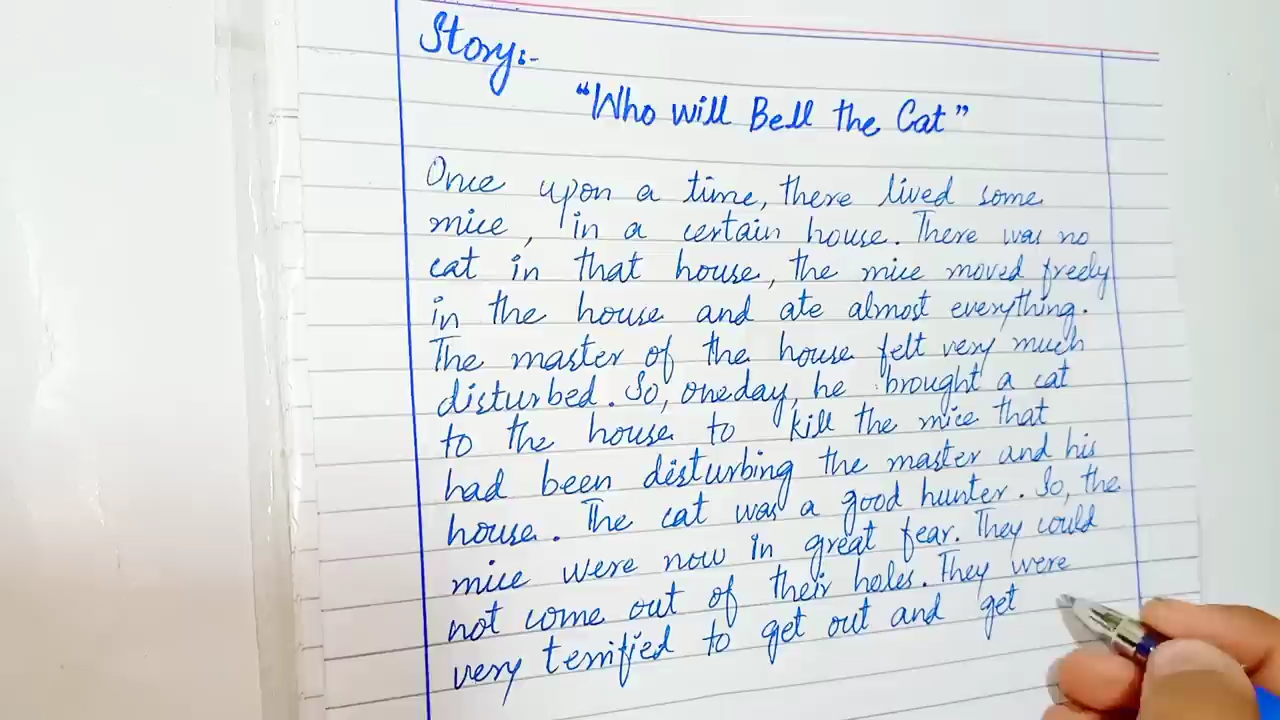 Story:-
"Who will Bell the Cat"
Once upon a time, there lived some
mice, in a certain house. There was no
cat in that house, the mice moved freely
in the house and ate almost everything.
The master of the house felt very much
disturbed. So, oneday, he brought a cat
to the house to kill the mice that
had been disturbing the master and his
house. The cat was a good hunter. So, the
mice were now in great fear. They could
not come out of their holes. They were
very terrified to get out and get